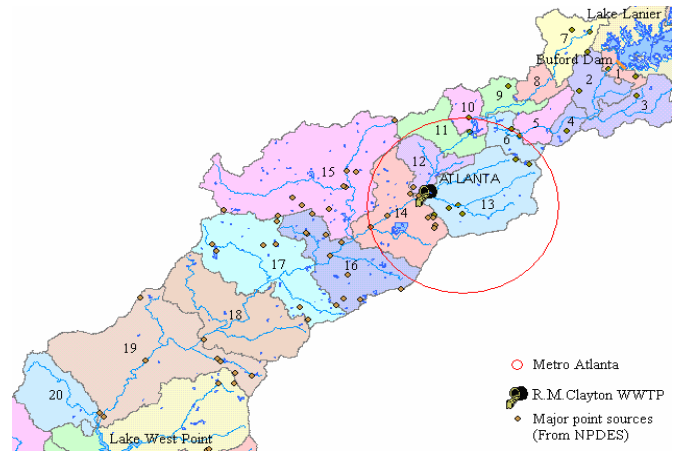 Lake Lanier
7
Buford Dam
1
8
2
9
3
10
5
4
11
6
12
15
ATLANTA
13
14
17
16
18
19
20
Lake West Point
Metro Atlanta
R.M.Clayton WWTP
Major point sources
(From NPDES)